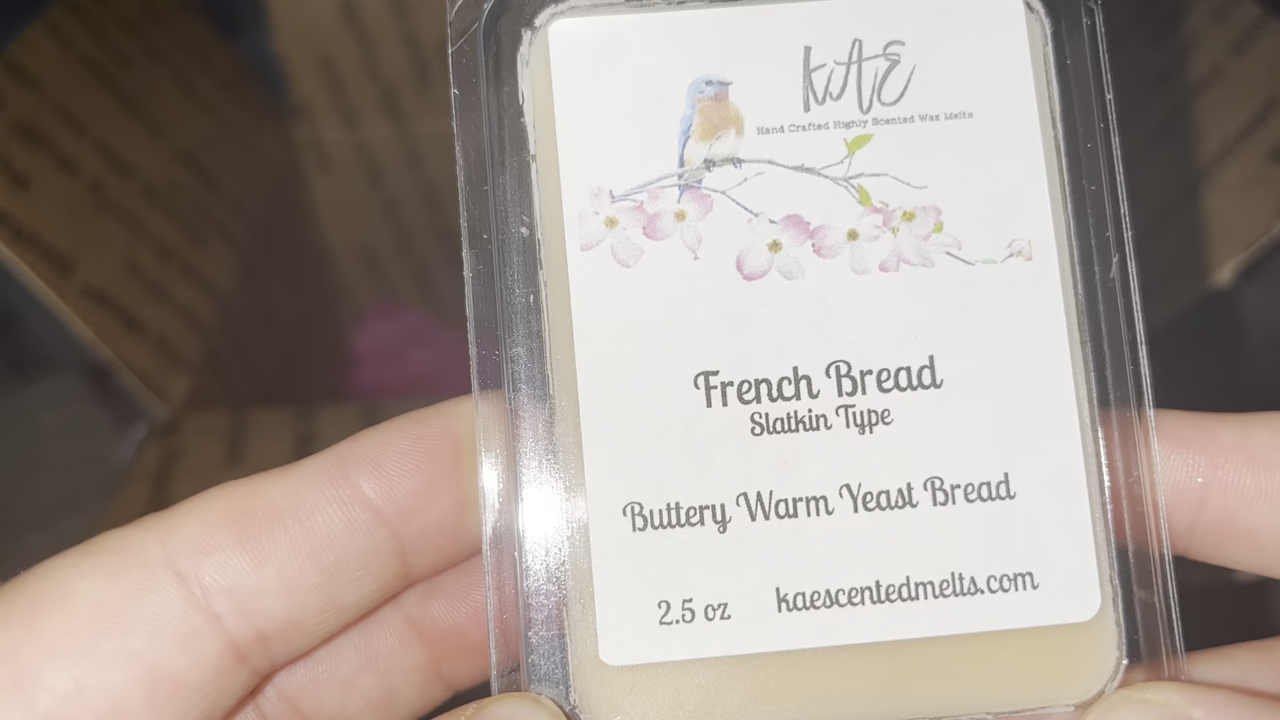 KAE
Hand Crafted Highly Scented Wax Melts
French Bread
Slatkin Type
Buttery Warm Yeast Bread
2.5 oz kaescentedmelts.com